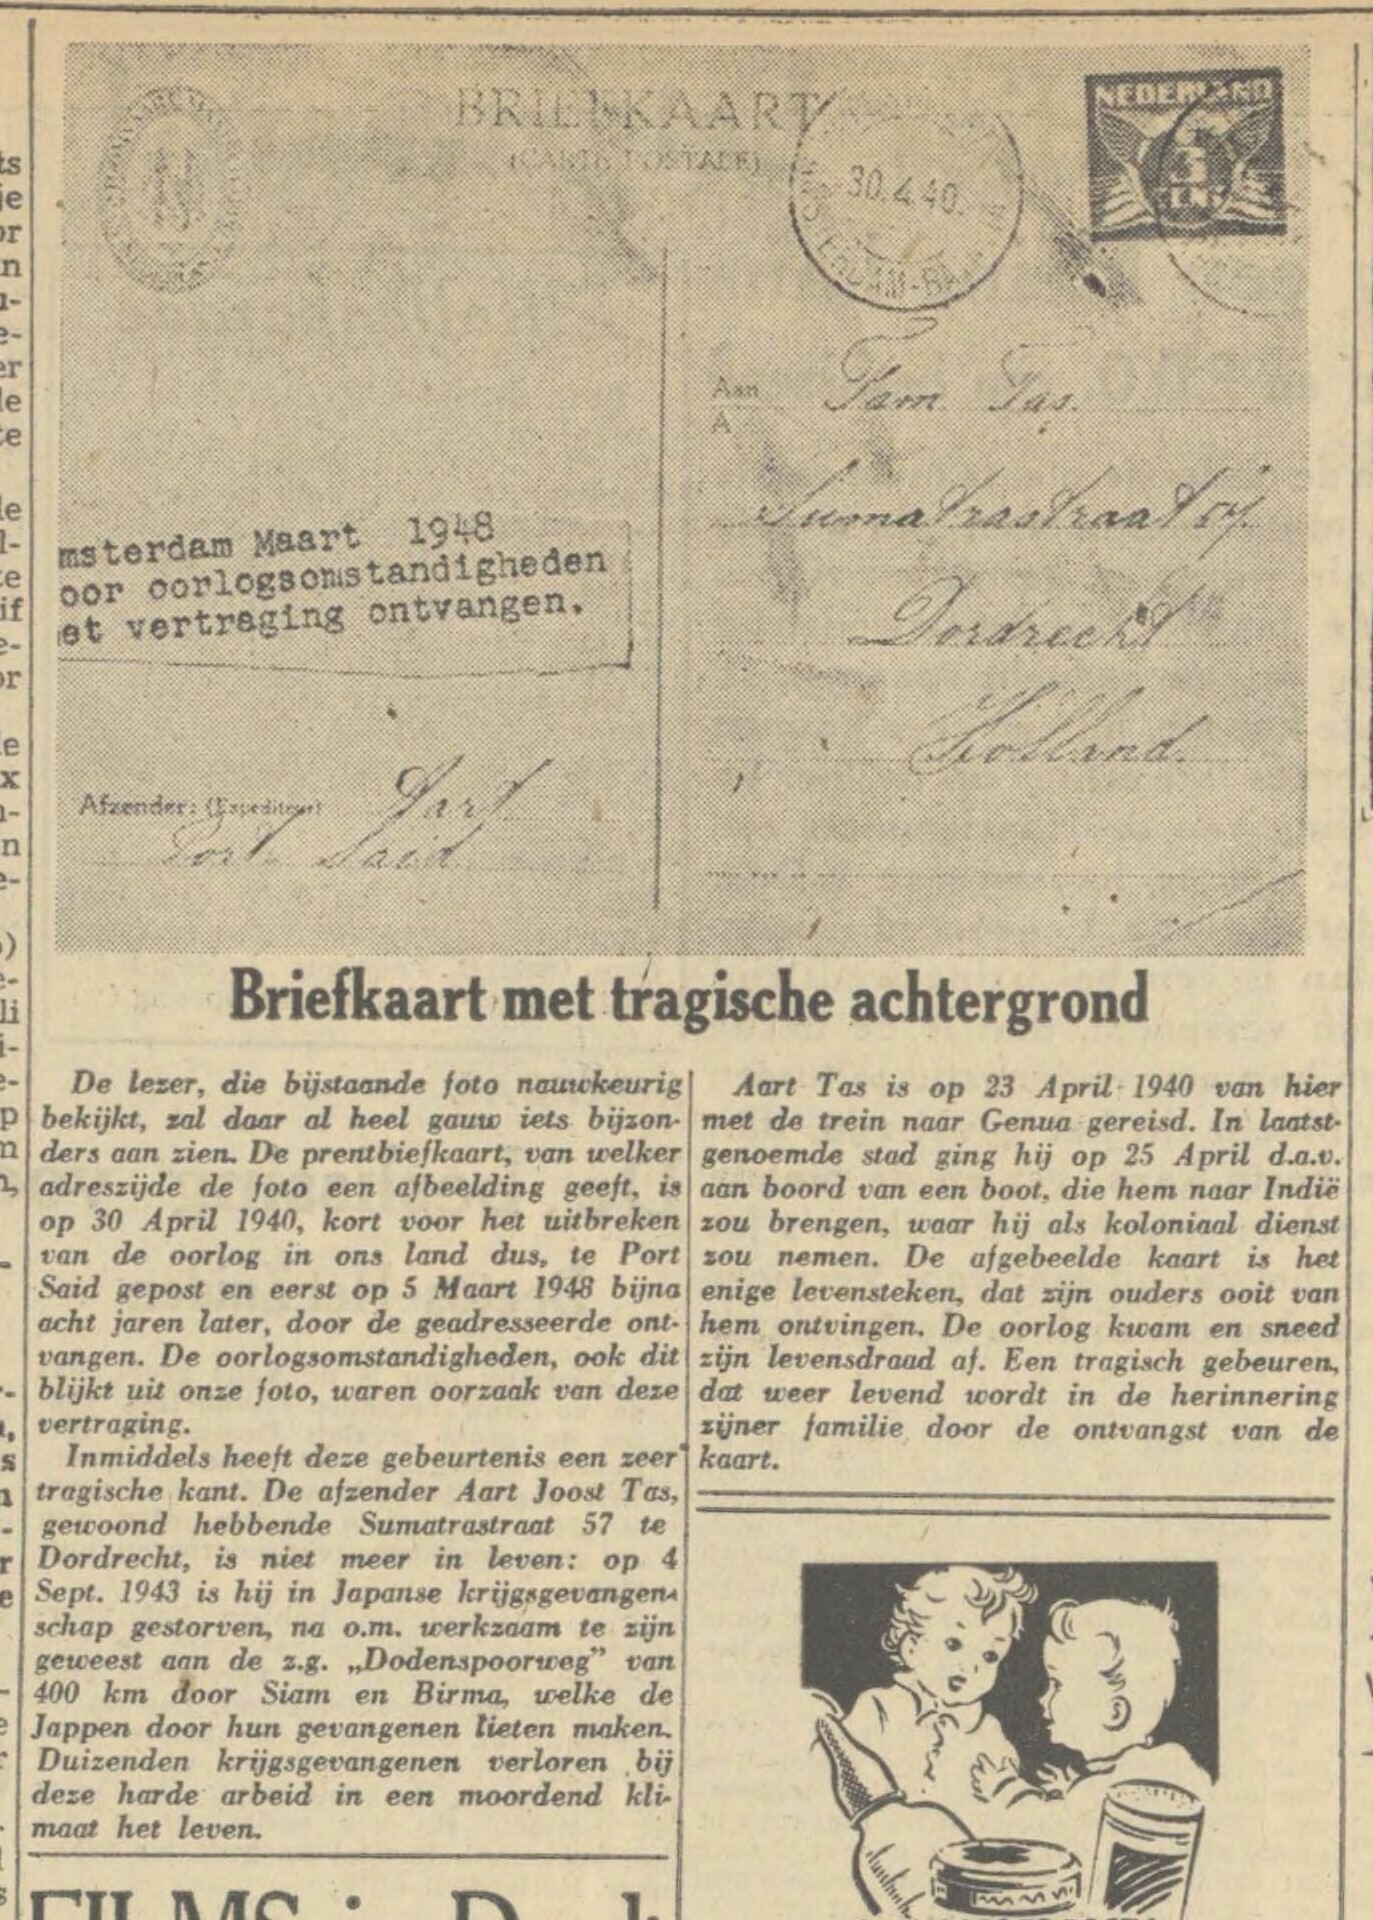 BRIEFKAART
(CARTE POSTALE)
NEDERLAND
30.4.40.
Aan
A
Fam. Tas.
Sumatrastraat 57
Dordrecht
Holland.
msterdam Maart 1948
oor oorlogsomstandigheden
et vertraging ontvangen.
Afzender: (Expediteur) Aart
Port Said
Briefkaart met tragische achtergrond
De lezer, die bijstaande foto nauwkeurig
bekijkt, zal daar al heel gauw iets bijzon-
ders aan zien. De prentbiefkaart, van welker
adreszijde de foto een afbeelding geeft, is
op 30 April 1940, kort voor het uitbreken
van de oorlog in ons land dus, te Port
Said gepost en eerst op 5 Maart 1948 bijna
acht jaren later, door de geadresseerde ont-
vangen. De oorlogsomstandigheden, ook dit
blijkt uit onze foto, waren oorzaak van deze
vertraging.
Inmiddels heeft deze gebeurtenis een zeer
tragische kant. De afzender Aart Joost Tas,
gewoond hebbende Sumatrastraat 57 te
Dordrecht, is niet meer in leven: op 4
Sept. 1943 is hij in Japanse krijgsgevangen-
schap gestorven, na o.m. werkzaam te zijn
geweest aan de z.g. „Dodenspoorweg” van
400 km door Siam en Birma, welke de
Jappen door hun gevangenen lieten maken.
Duizenden krijgsgevangenen verloren bij
deze harde arbeid in een moordend kli-
maat het leven.
Aart Tas is op 23 April 1940 van hier
met de trein naar Genua gereisd. In laatst-
genoemde stad ging hij op 25 April d.a.v.
aan boord van een boot, die hem naar Indië
zou brengen, waar hij als koloniaal dienst
zou nemen. De afgebeelde kaart is het
enige levensteken, dat zijn ouders ooit van
hem ontvingen. De oorlog kwam en sneed
zijn levensdraad af. Een tragisch gebeuren,
dat weer levend wordt in de herinnering
zijner familie door de ontvangst van de
kaart.